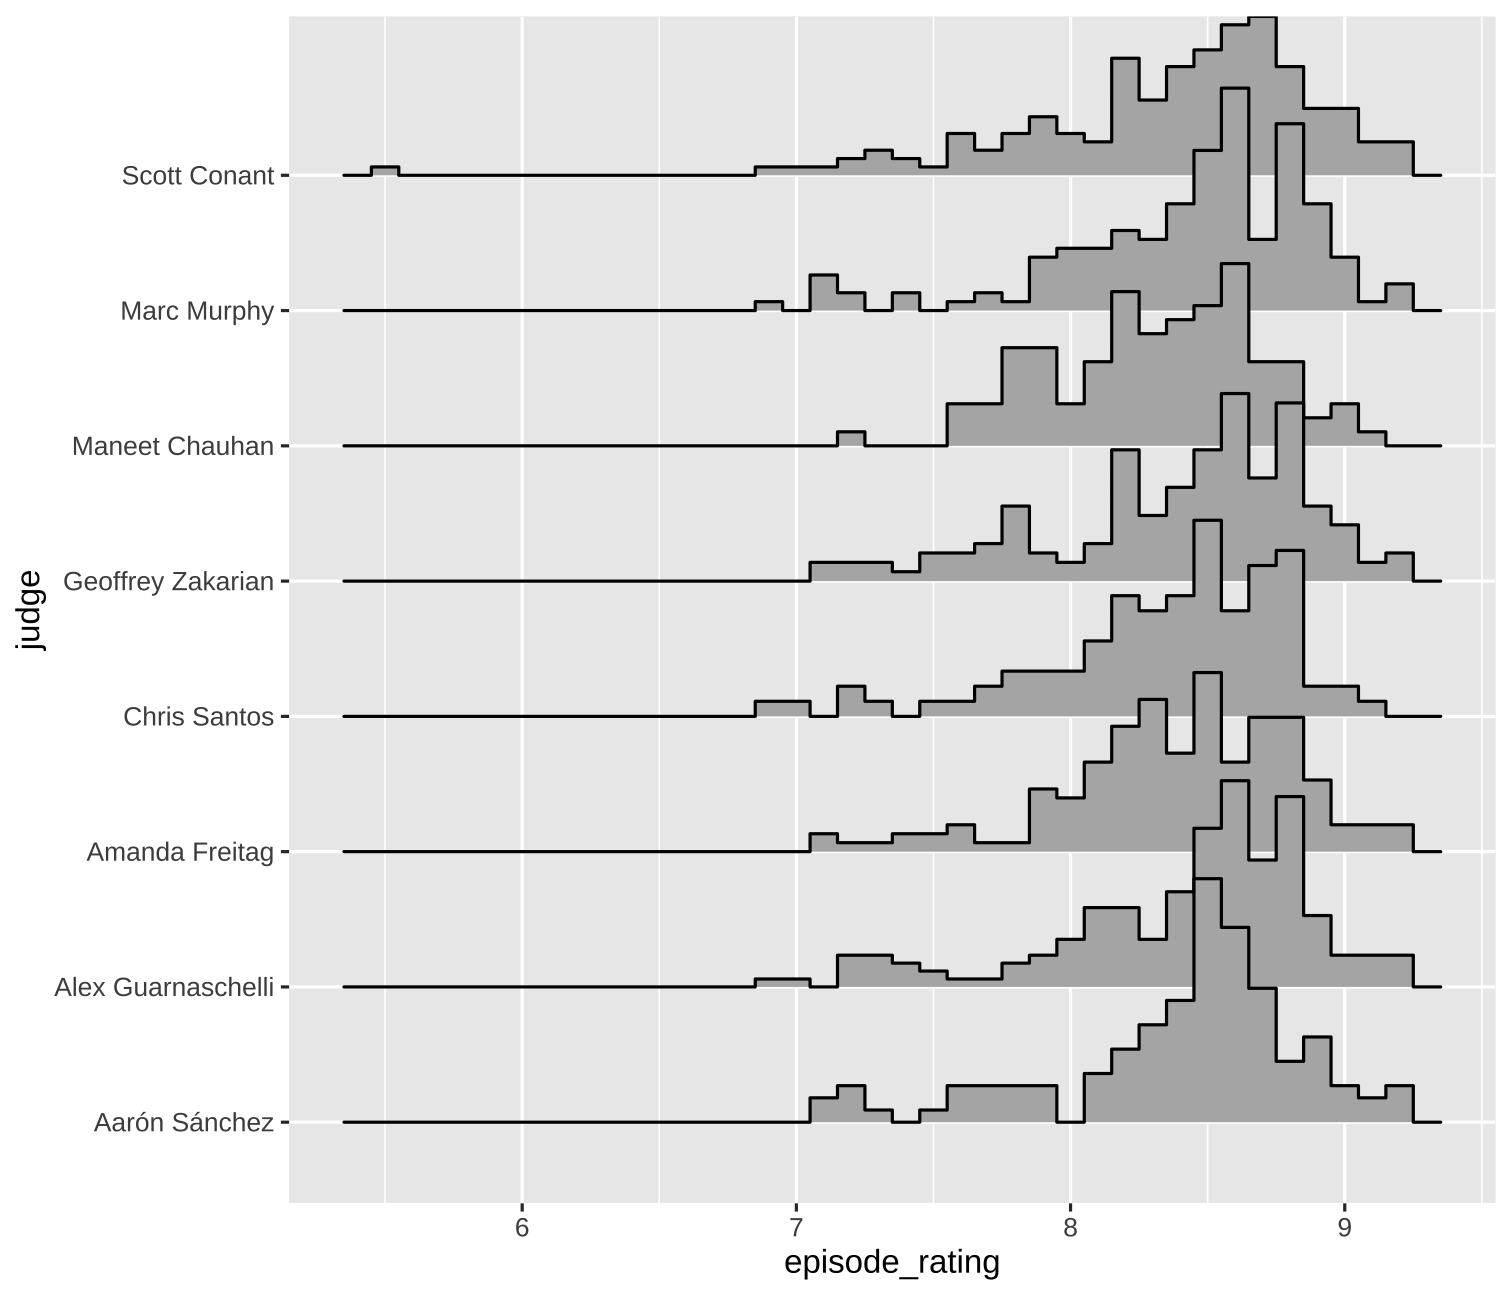 Scott Conant
Marc Murphy
Maneet Chauhan
Geoffrey Zakarian
Chris Santos
Amanda Freitag
Alex Guarnaschelli
Aarón Sánchez
judge
6 7 8 9
episode_rating